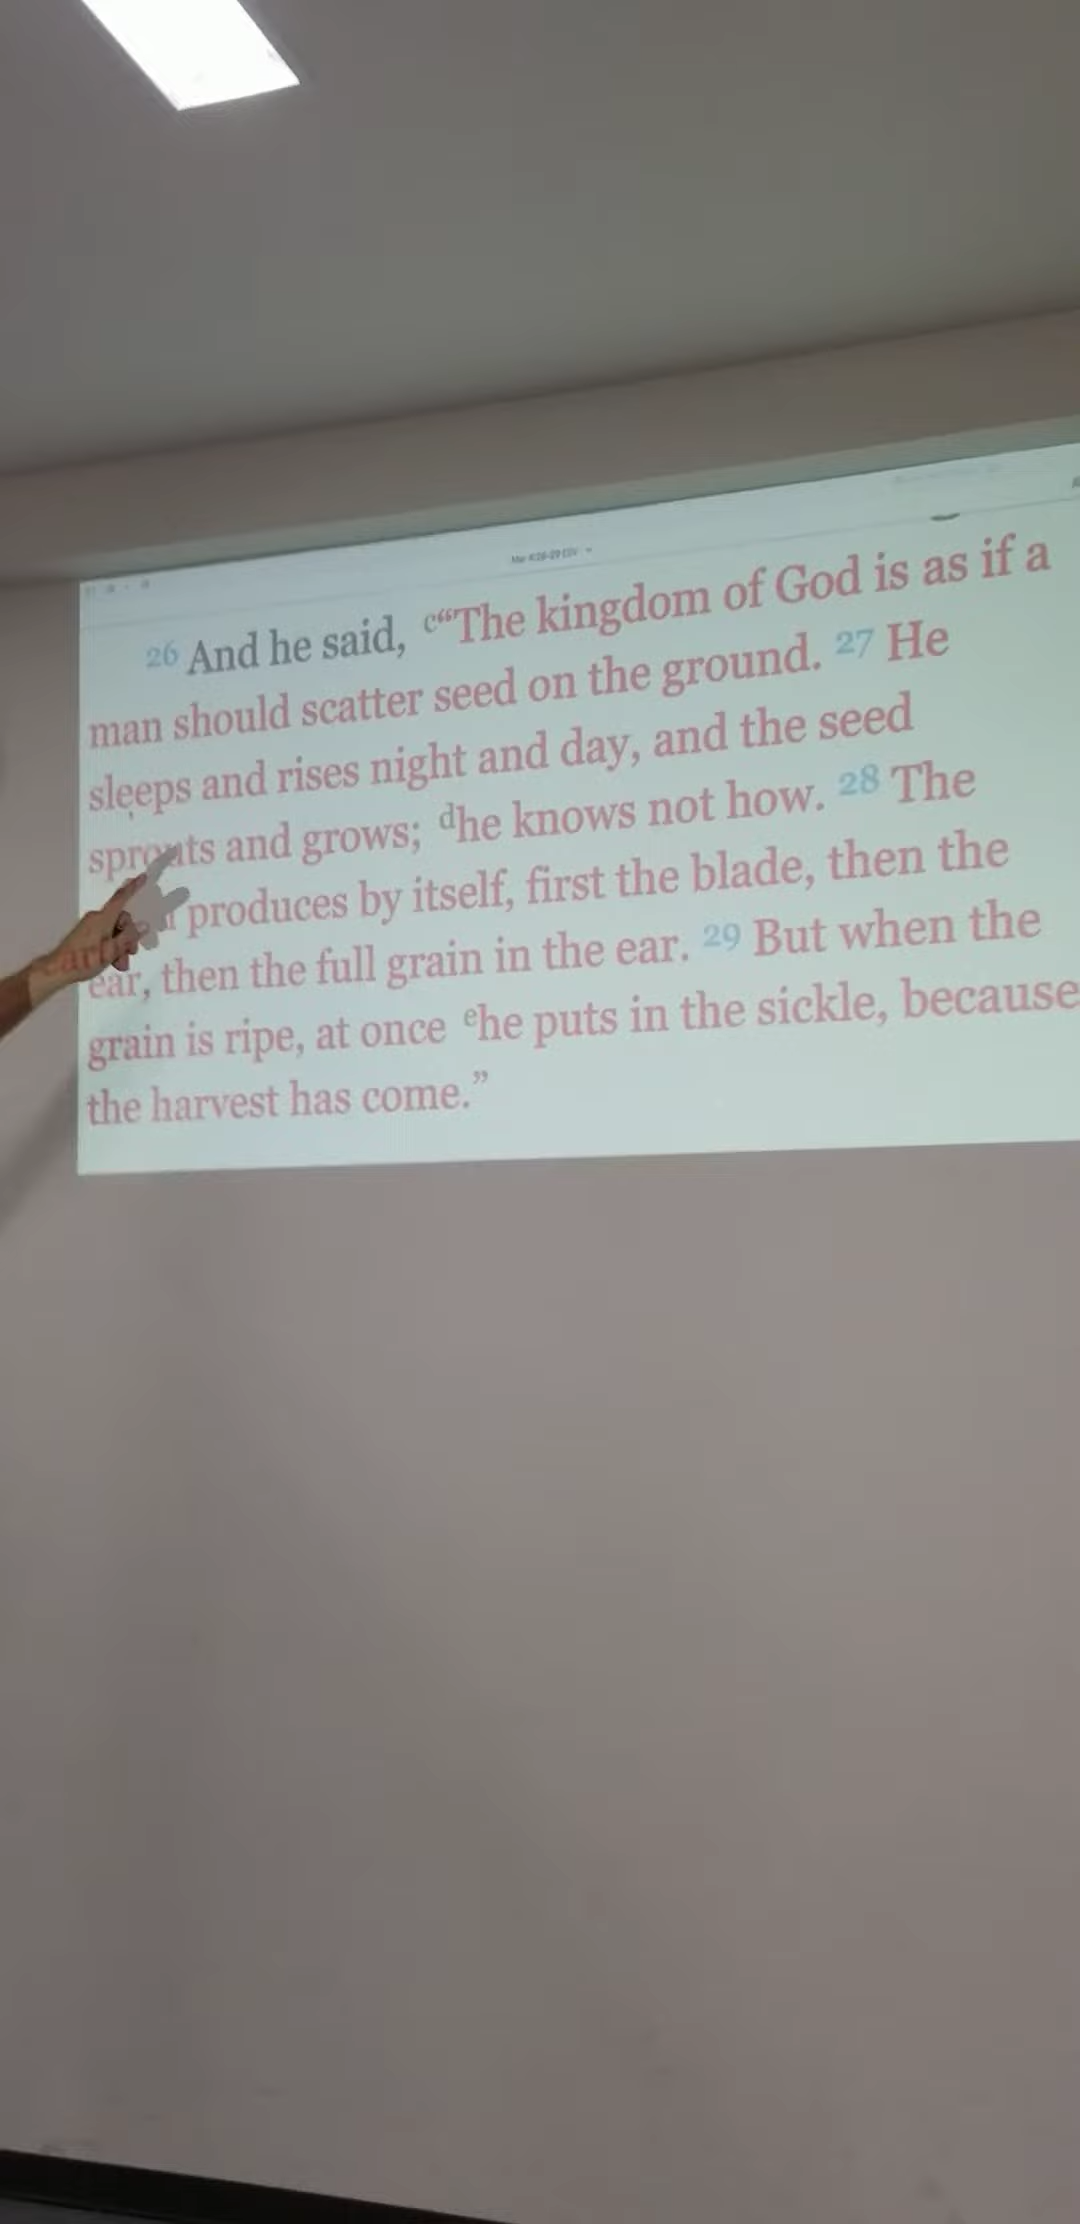 26 And he said, c“The kingdom of God is as if a
man should scatter seed on the ground. 27 He
sleeps and rises night and day, and the seed
sprouts and grows; dhe knows not how. 28 The
earth produces by itself, first the blade, then the
ear, then the full grain in the ear. 29 But when the
grain is ripe, at once ehe puts in the sickle, because
the harvest has come.”